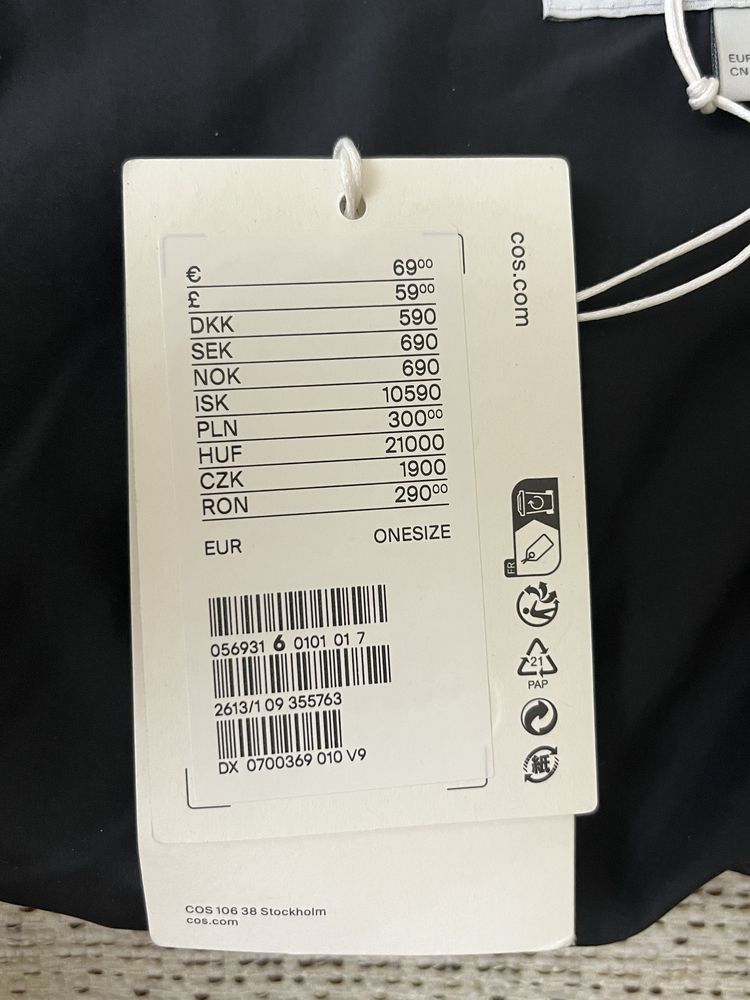 EUR
CN
cos.com
€ 69⁰⁰
£ 59⁰⁰
DKK 590
SEK 690
NOK 690
ISK 10590
PLN 300⁰⁰
HUF 21000
CZK 1900
RON 290⁰⁰
EUR ONESIZE
056931 6 0101 01 7
2613/1 09 355763
DX 0700369 010 V9
FR
21
PAP
紙
COS 106 38 Stockholm
cos.com